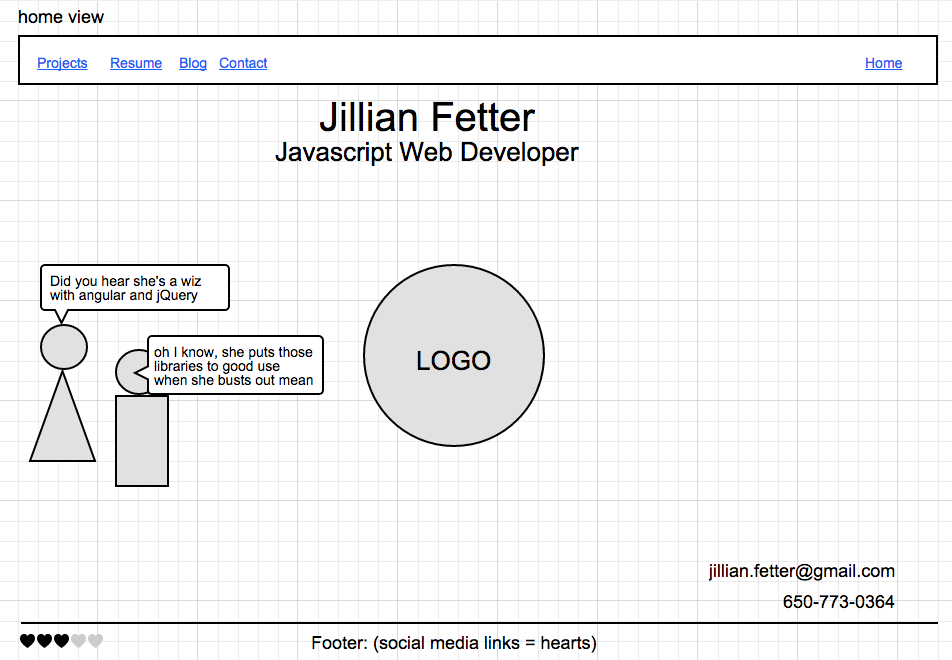 home view
Projects Resume Blog Contact Home
Jillian Fetter
Javascript Web Developer
Did you hear she's a wiz
with angular and jQuery
oh I know, she puts those
libraries to good use
when she busts out mean
LOGO
jillian.fetter@gmail.com
650-773-0364
Footer: (social media links = hearts)